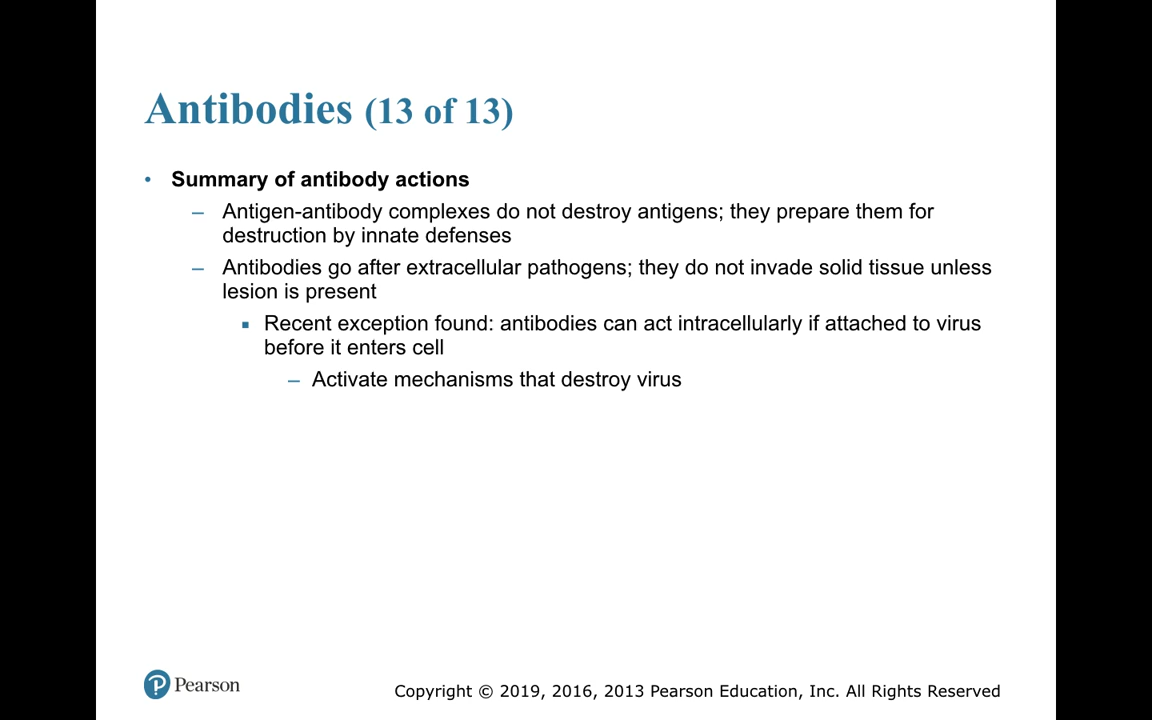 Antibodies (13 of 13)
• Summary of antibody actions
– Antigen-antibody complexes do not destroy antigens; they prepare them for
destruction by innate defenses
– Antibodies go after extracellular pathogens; they do not invade solid tissue unless
lesion is present
▪ Recent exception found: antibodies can act intracellularly if attached to virus
before it enters cell
– Activate mechanisms that destroy virus
P Pearson
Copyright © 2019, 2016, 2013 Pearson Education, Inc. All Rights Reserved